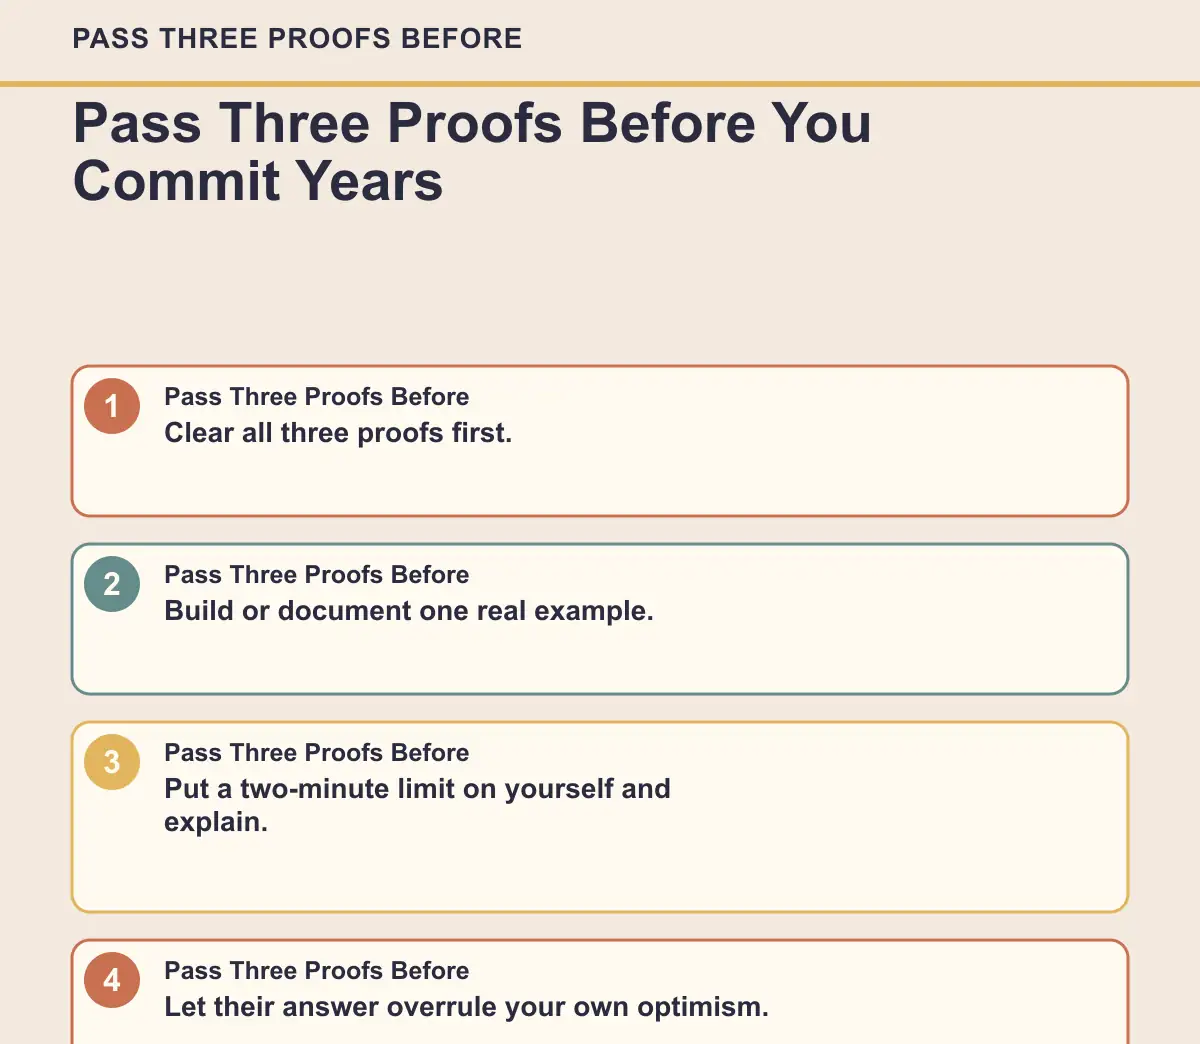 PASS THREE PROOFS BEFORE
Pass Three Proofs Before You
Commit Years
1
Pass Three Proofs Before
Clear all three proofs first.
2
Pass Three Proofs Before
Build or document one real example.
3
Pass Three Proofs Before
Put a two-minute limit on yourself and
explain.
4
Pass Three Proofs Before
Let their answer overrule your own optimism.